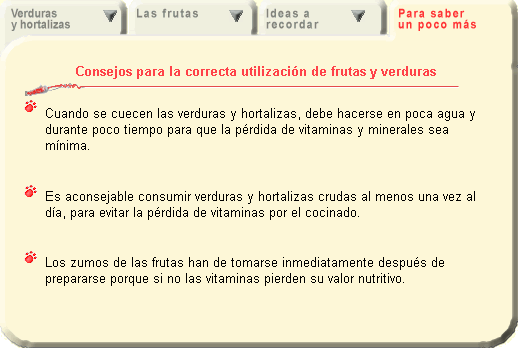 Verduras
y hortalizas
Las frutas
Ideas a
recordar
Para saber
un poco más
Consejos para la correcta utilización de frutas y verduras
Cuando se cuecen las verduras y hortalizas, debe hacerse en poca agua y
durante poco tiempo para que la pérdida de vitaminas y minerales sea
mínima.
Es aconsejable consumir verduras y hortalizas crudas al menos una vez al
día, para evitar la pérdida de vitaminas por el cocinado.
Los zumos de las frutas han de tomarse inmediatamente después de
prepararse porque si no las vitaminas pierden su valor nutritivo.